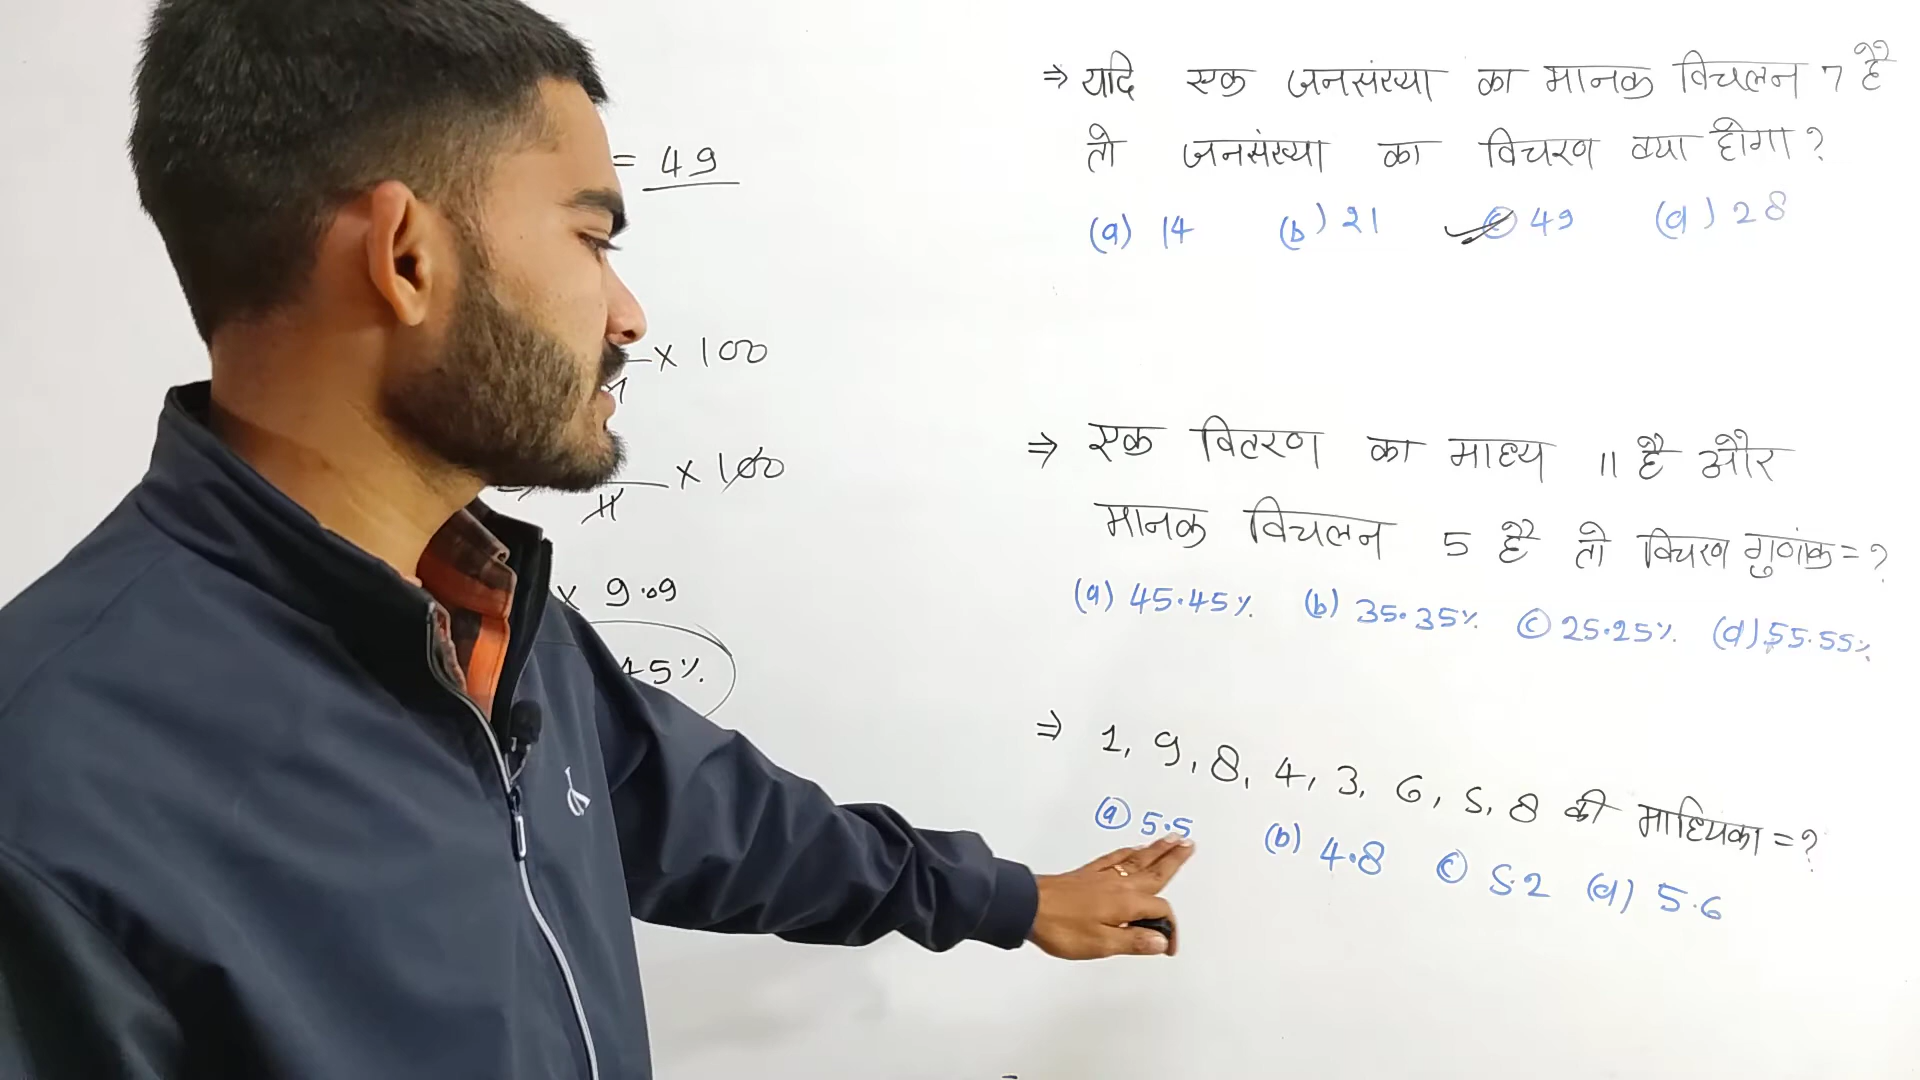 = 49
× 100
× 100
11
× 9.09
45%.
⇒ यदि एक जनसंख्या का मानक विचलन 7 है
तो जनसंख्या का विचरण क्या होगा?
(a) 14 (b) 21 (c) 49 (d) 28
⇒ एक वितरण का माध्य 11 है और
मानक विचलन 5 है तो विचरण गुणांक = ?
(a) 45.45%. (b) 35.35%. (c) 25.25%. (d) 55.55%.
⇒ 1, 9, 8, 4, 3, 6, 5, 8 की माध्यिका = ?
(a) 5.5 (b) 4.8 (c) 5.2 (d) 5.6